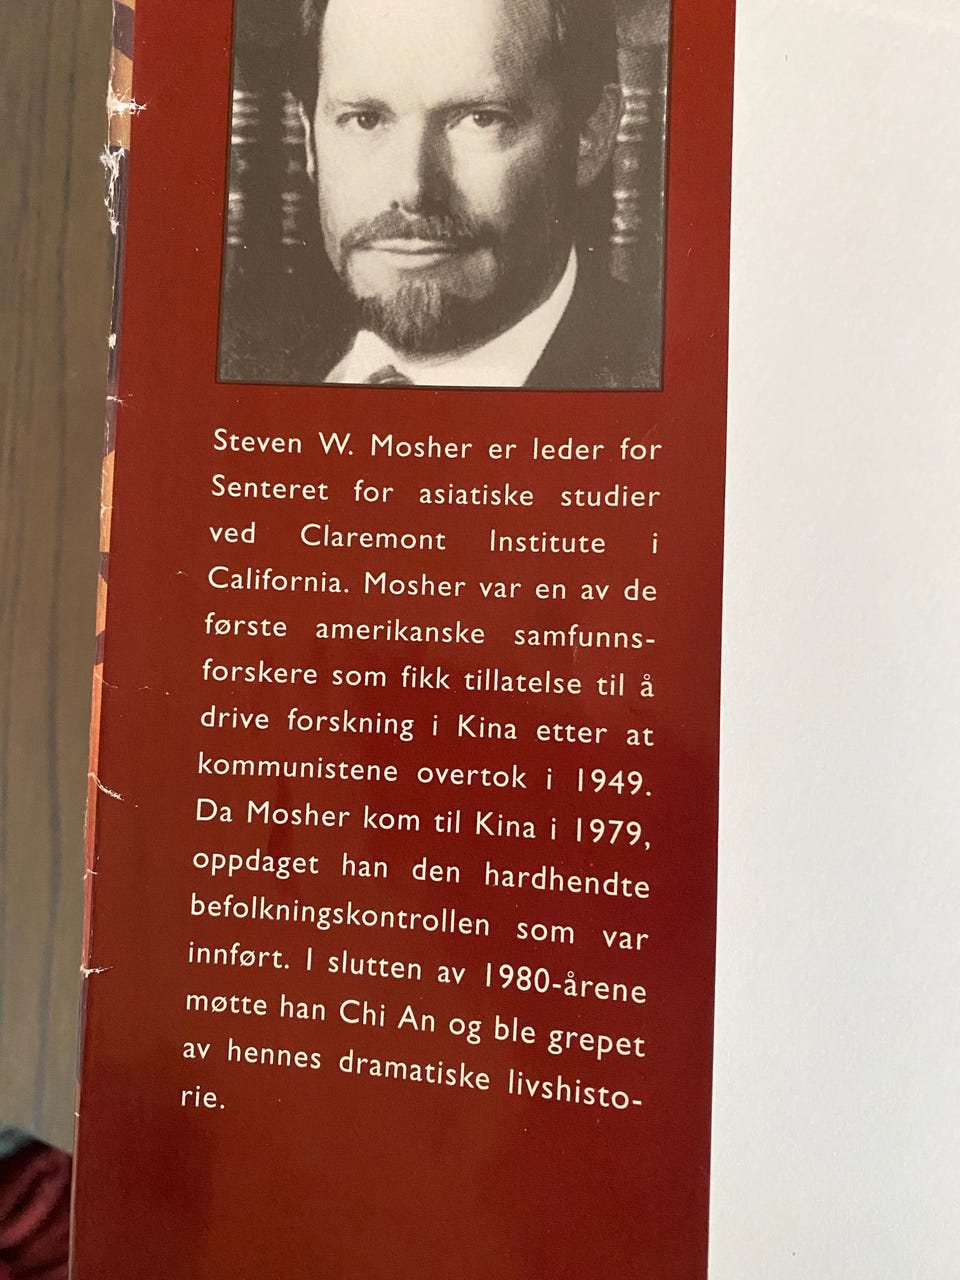 Steven W. Mosher er leder for
Senteret for asiatiske studier
ved Claremont Institute i
California. Mosher var en av de
første amerikanske samfunns-
forskere som fikk tillatelse til å
drive forskning i Kina etter at
kommunistene overtok i 1949.
Da Mosher kom til Kina i 1979,
oppdaget han den hardhendte
befolkningskontrollen som var
innført. I slutten av 1980-årene
møtte han Chi An og ble grepet
av hennes dramatiske livshisto-
rie.